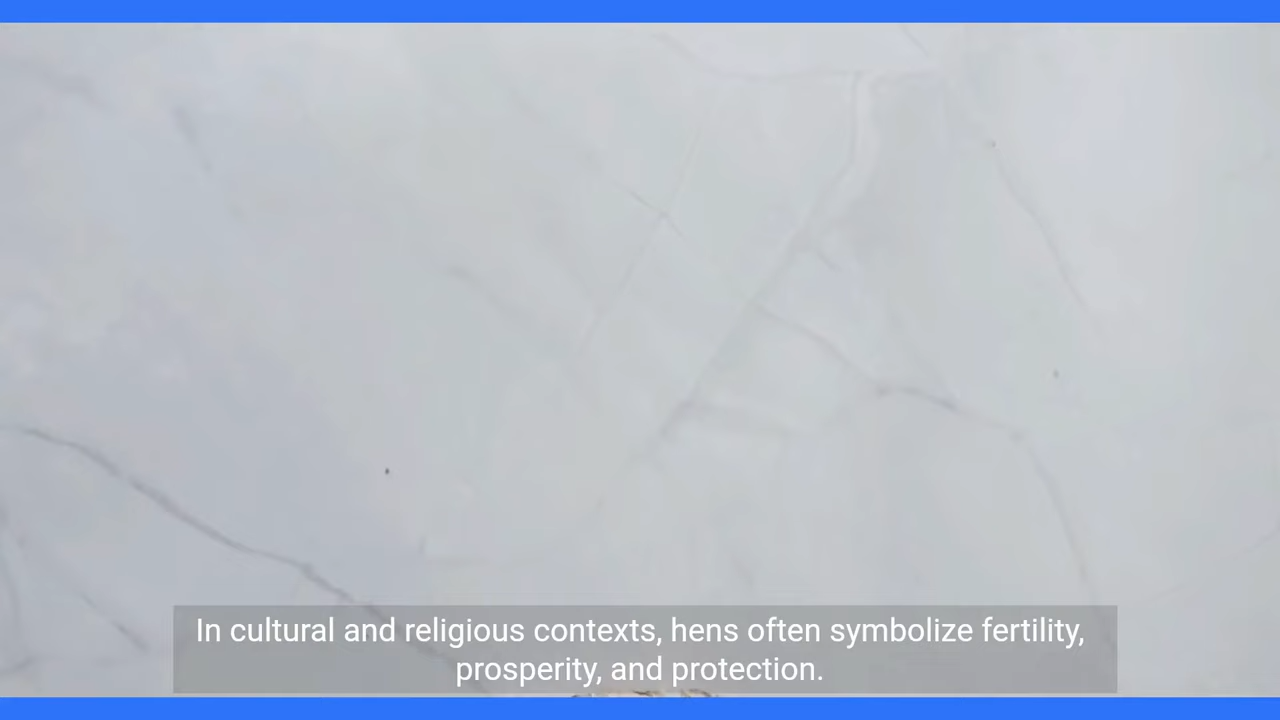 In cultural and religious contexts, hens often symbolize fertility,
prosperity, and protection.